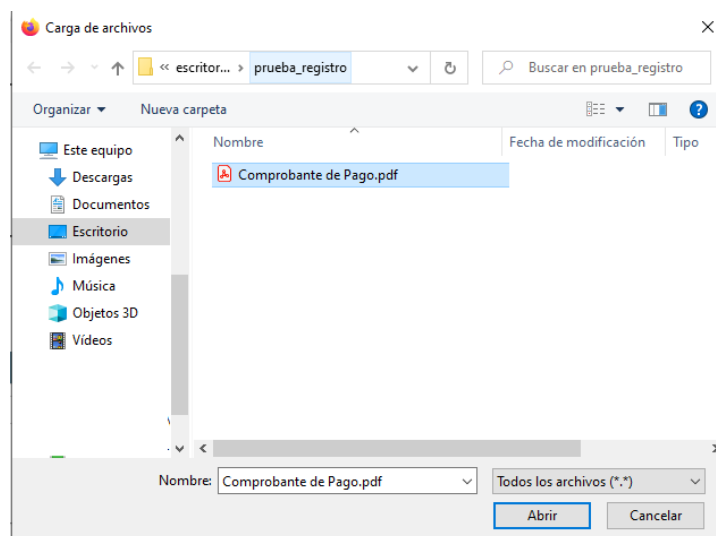 Carga de archivos
« escritor... › prueba_registro
Buscar en prueba_registro
Organizar
Nueva carpeta
Este equipo
Descargas
Documentos
Escritorio
Imágenes
Música
Objetos 3D
Vídeos
Nombre
Fecha de modificación
Tipo
Comprobante de Pago.pdf
Nombre: Comprobante de Pago.pdf
Todos los archivos (*.*)
Abrir
Cancelar